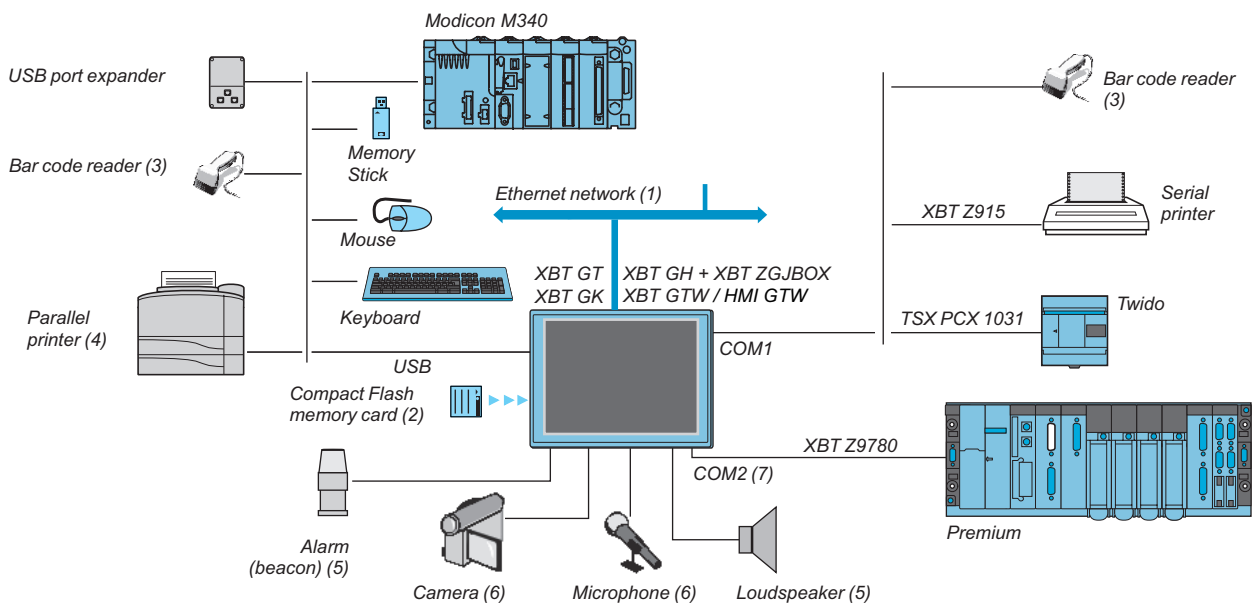 Modicon M340
USB port expander
Bar code reader (3)
Memory
Stick
Bar code reader
(3)
Ethernet network (1)
Serial
printer
XBT Z915
Mouse
XBT GT
XBT GK
XBT GH + XBT ZGJBOX
XBT GTW / HMI GTW
Keyboard
Parallel
printer (4)
TSX PCX 1031
Twido
COM1
USB
Compact Flash
memory card (2)
XBT Z9780
COM2 (7)
Premium
Alarm
(beacon) (5)
Camera (6)
Microphone (6)
Loudspeaker (5)